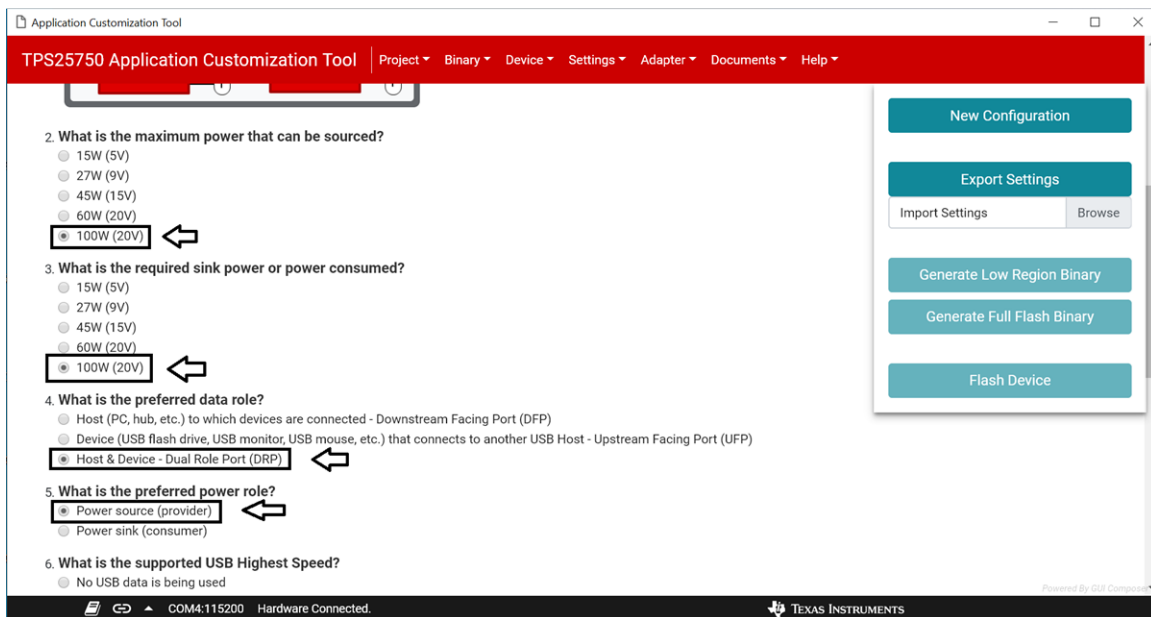 Application Customization Tool
TPS25750 Application Customization Tool Project Binary Device Settings Adapter Documents Help
2. What is the maximum power that can be sourced?
15W (5V)
27W (9V)
45W (15V)
60W (20V)
100W (20V)
3. What is the required sink power or power consumed?
15W (5V)
27W (9V)
45W (15V)
60W (20V)
100W (20V)
4. What is the preferred data role?
Host (PC, hub, etc.) to which devices are connected - Downstream Facing Port (DFP)
Device (USB flash drive, USB monitor, USB mouse, etc.) that connects to another USB Host - Upstream Facing Port (UFP)
Host & Device - Dual Role Port (DRP)
5. What is the preferred power role?
Power source (provider)
Power sink (consumer)
6. What is the supported USB Highest Speed?
No USB data is being used
New Configuration
Export Settings
Import Settings Browse
Generate Low Region Binary
Generate Full Flash Binary
Flash Device
Powered By GUI Composer
COM4:115200 Hardware Connected.
TEXAS INSTRUMENTS